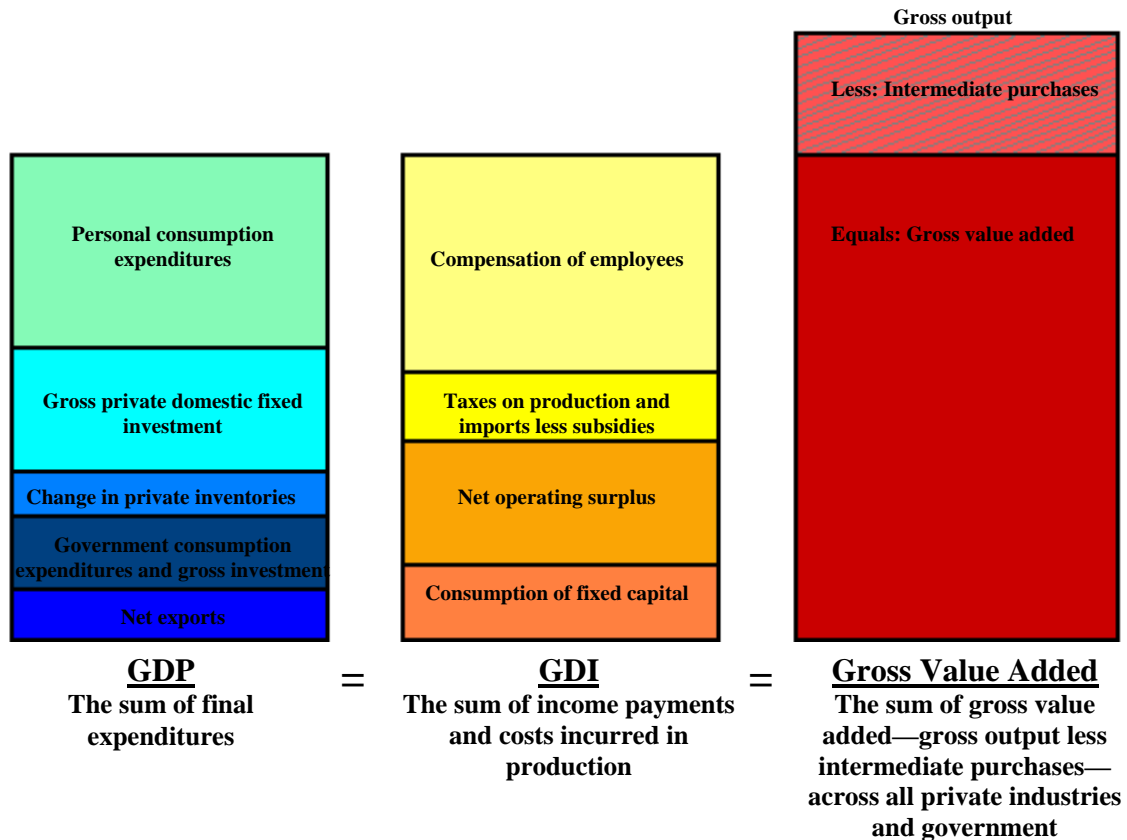 Gross output
Less: Intermediate purchases
Equals: Gross value added
Personal consumption
expenditures
Gross private domestic fixed
investment
Change in private inventories
Government consumption
expenditures and gross investment
Net exports
Compensation of employees
Taxes on production and
imports less subsidies
Net operating surplus
Consumption of fixed capital
GDP
The sum of final
expenditures
=
GDI
The sum of income payments
and costs incurred in
production
=
Gross Value Added
The sum of gross value
added—gross output less
intermediate purchases—
across all private industries
and government